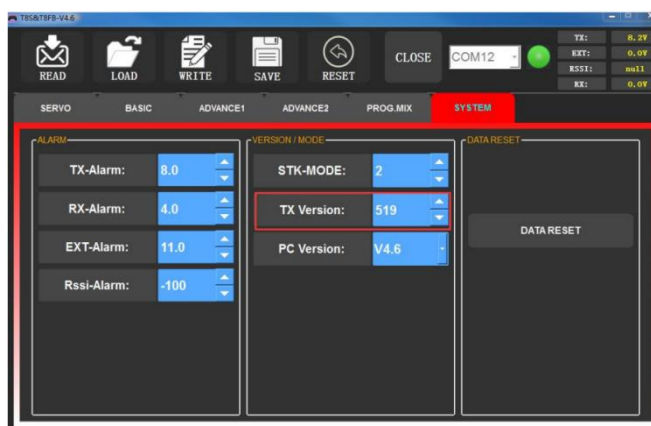 T8S&T8FB-V4.6
READ LOAD WRITE SAVE RESET CLOSE COM12
TX: 8.2V
EXT: 0.0V
RSSI: null
RX: 0.0V
SERVO BASIC ADVANCE1 ADVANCE2 PROG.MIX SYSTEM
ALARM
TX-Alarm: 8.0
RX-Alarm: 4.0
EXT-Alarm: 11.0
Rssi-Alarm: -100
VERSION / MODE
STK-MODE: 2
TX Version: 519
PC Version: V4.6
DATA RESET
DATA RESET